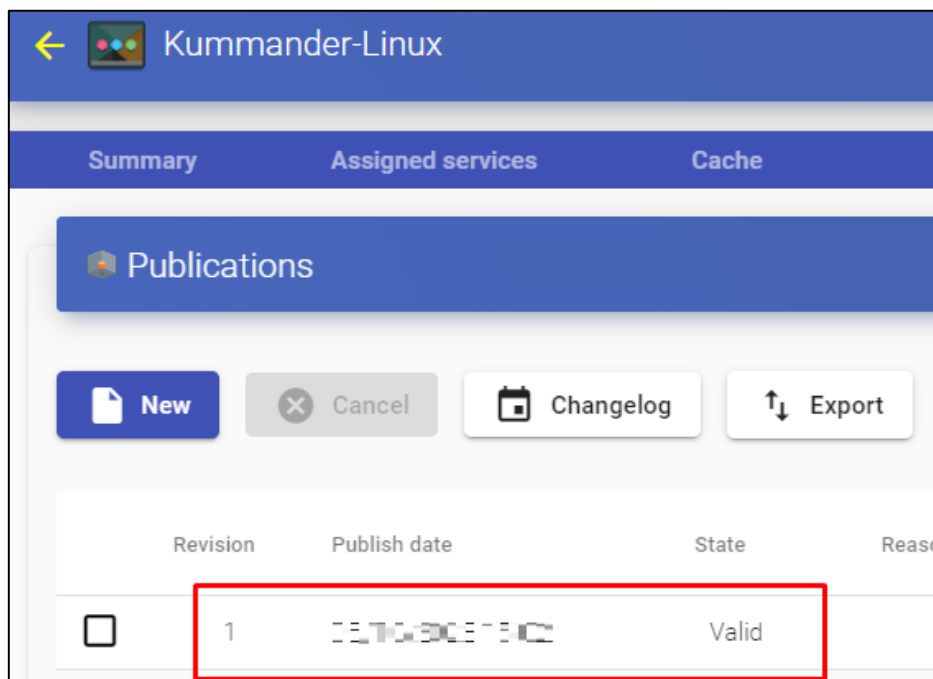 Kummander-Linux
Summary Assigned services Cache
Publications
New Cancel Changelog Export
Revision Publish date State
1 Valid